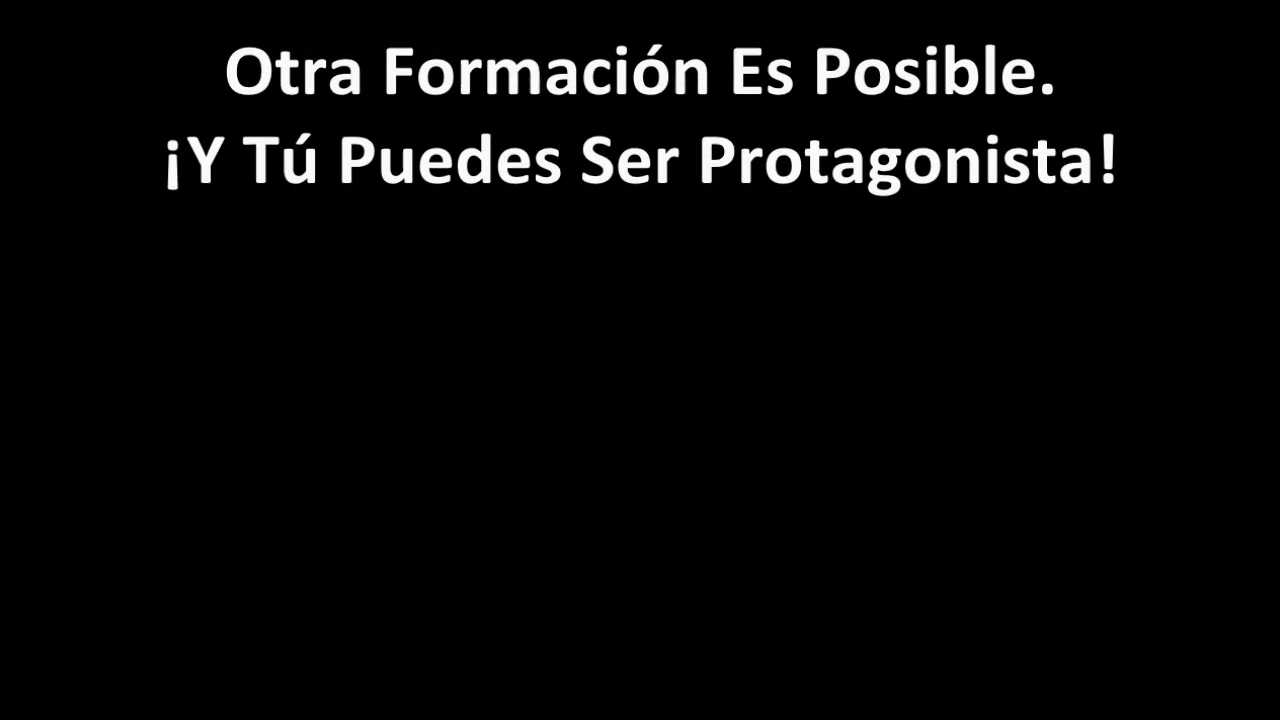 Otra Formación Es Posible.
¡Y Tú Puedes Ser Protagonista!